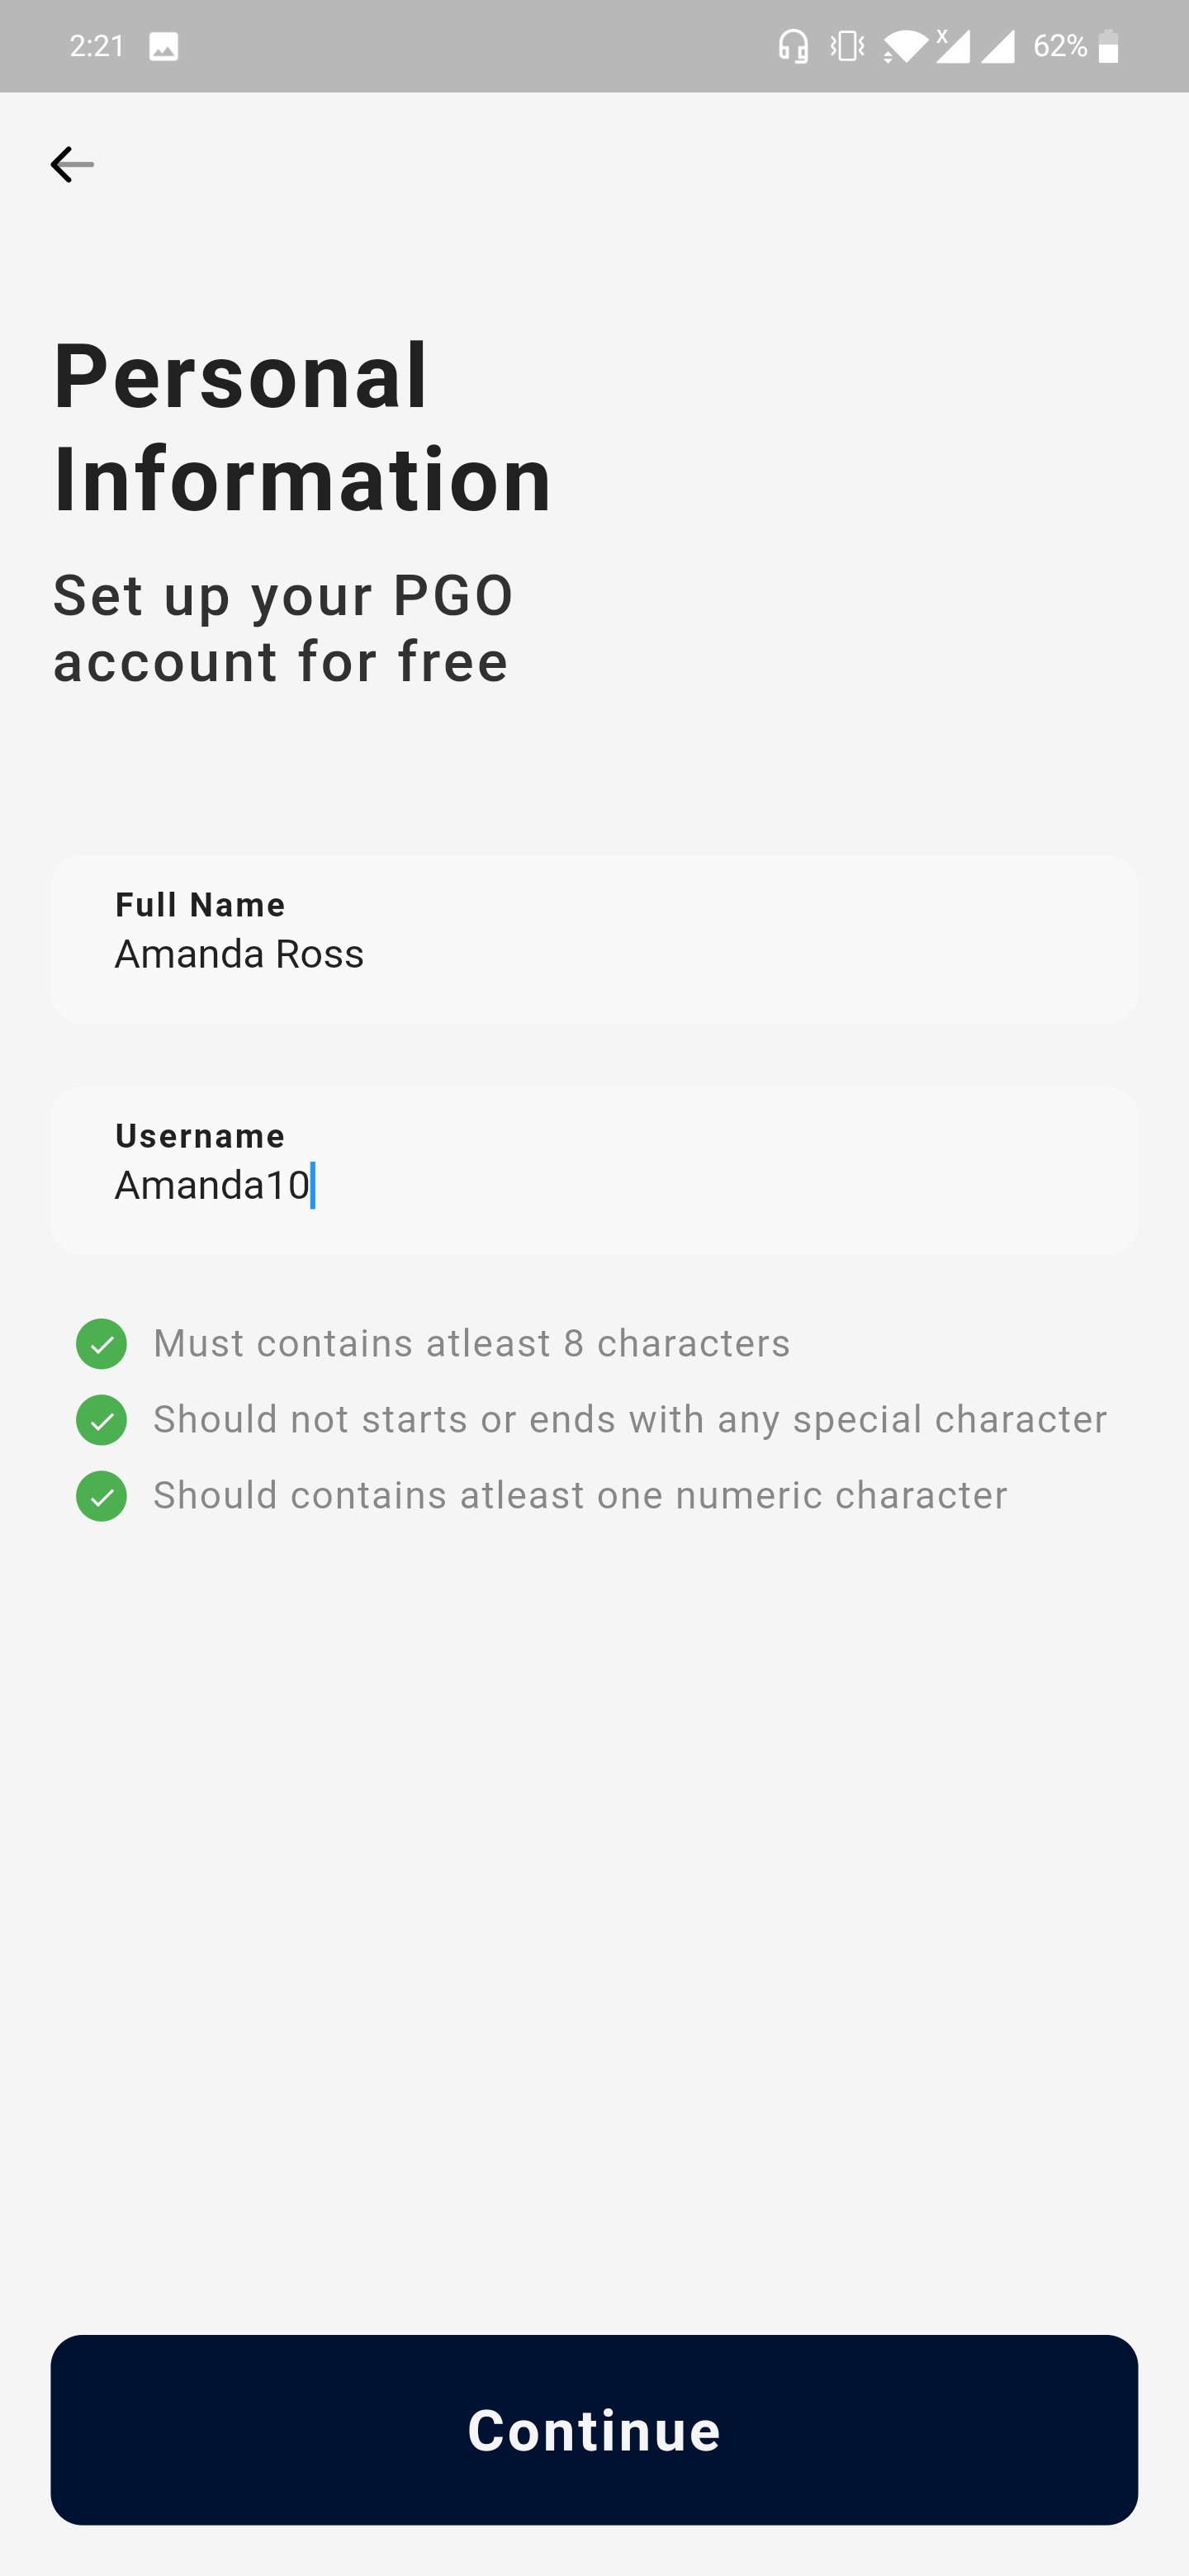 2:21
x
62%
Personal
Information
Set up your PGO
account for free
Full Name
Amanda Ross
Username
Amanda10
Must contains atleast 8 characters
Should not starts or ends with any special character
Should contains atleast one numeric character
Continue